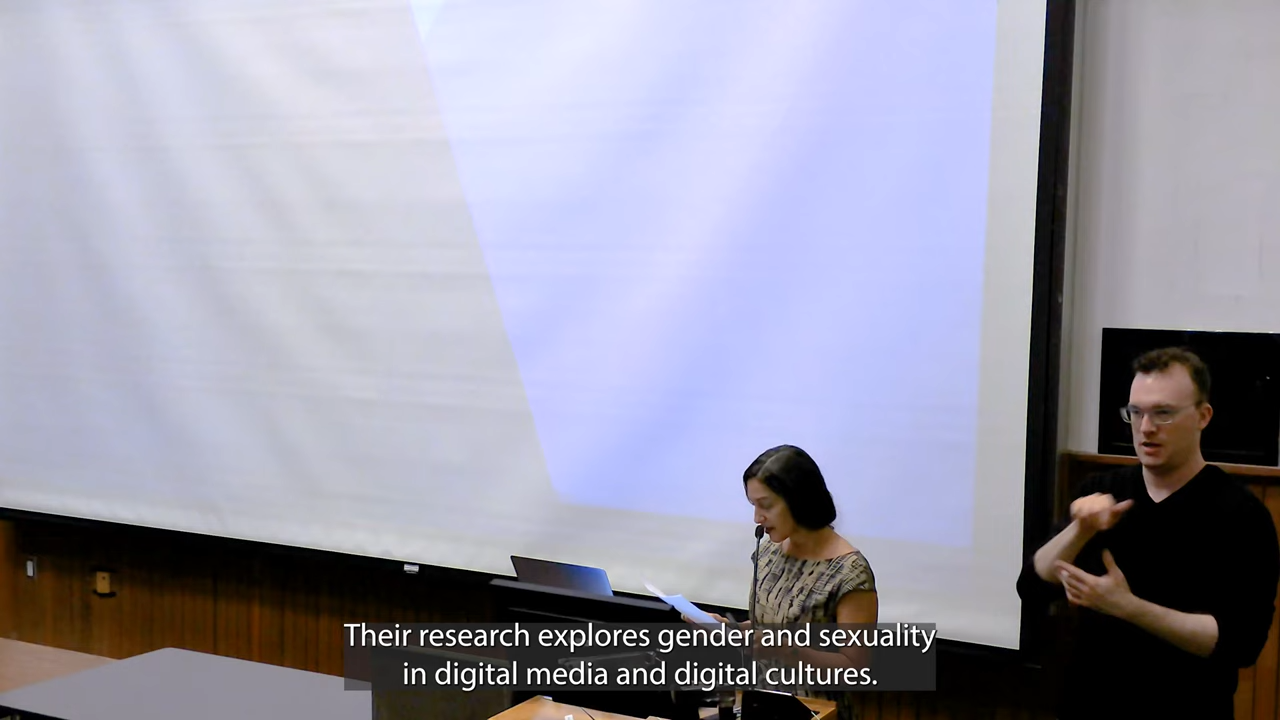 Their research explores gender and sexuality
in digital media and digital cultures.